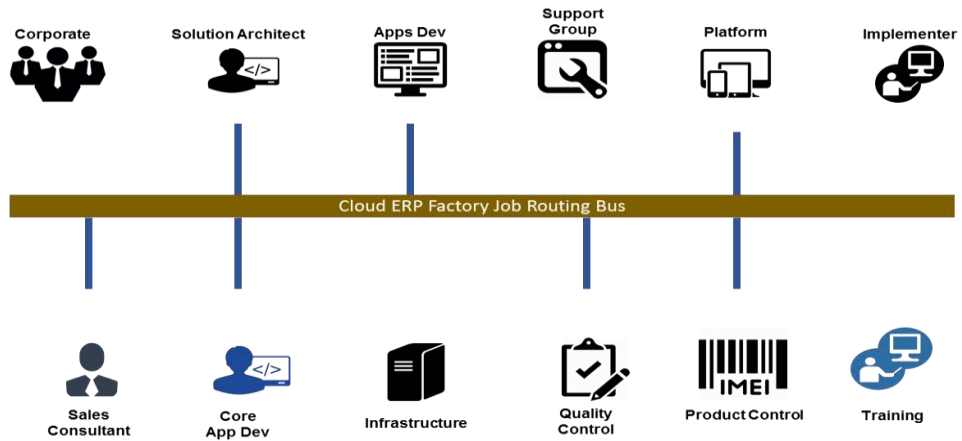 Corporate
Solution Architect
</>
Apps Dev
Support
Group
Platform
Implementer
Cloud ERP Factory Job Routing Bus
Sales
Consultant
</>
Core
App Dev
Infrastructure
Quality
Control
IMEI
Product Control
Training